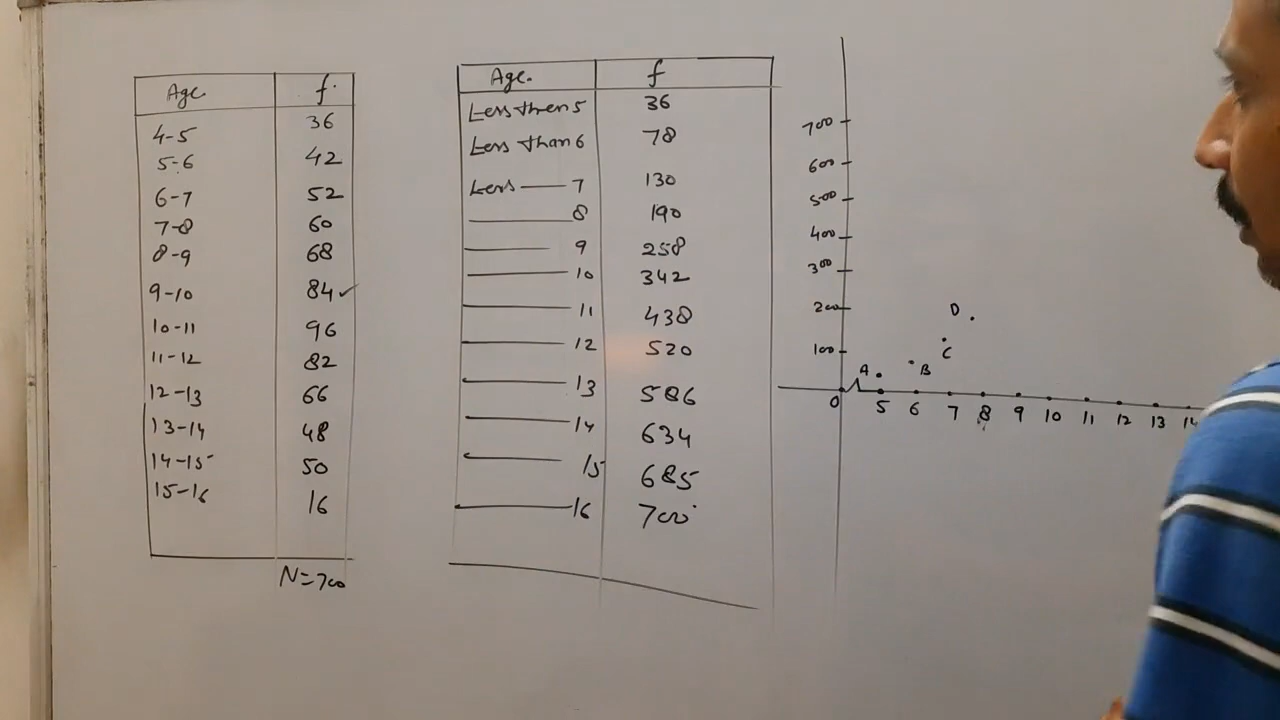 Age f
4-5 36
5-6 42
6-7 52
7-8 60
8-9 68
9-10 84 ✓
10-11 96
11-12 82
12-13 66
13-14 48
14-15 50
15-16 16
N=700
Age. f
Less then 5 36
Less than 6 78
Less — 7 130
— 8 190
— 9 258
— 10 342
— 11 438
— 12 520
— 13 586
— 14 634
— 15 685
— 16 700
700
600
500
400
300
200
100
D
C
A B
0 5 6 7 8 9 10 11 12 13 14